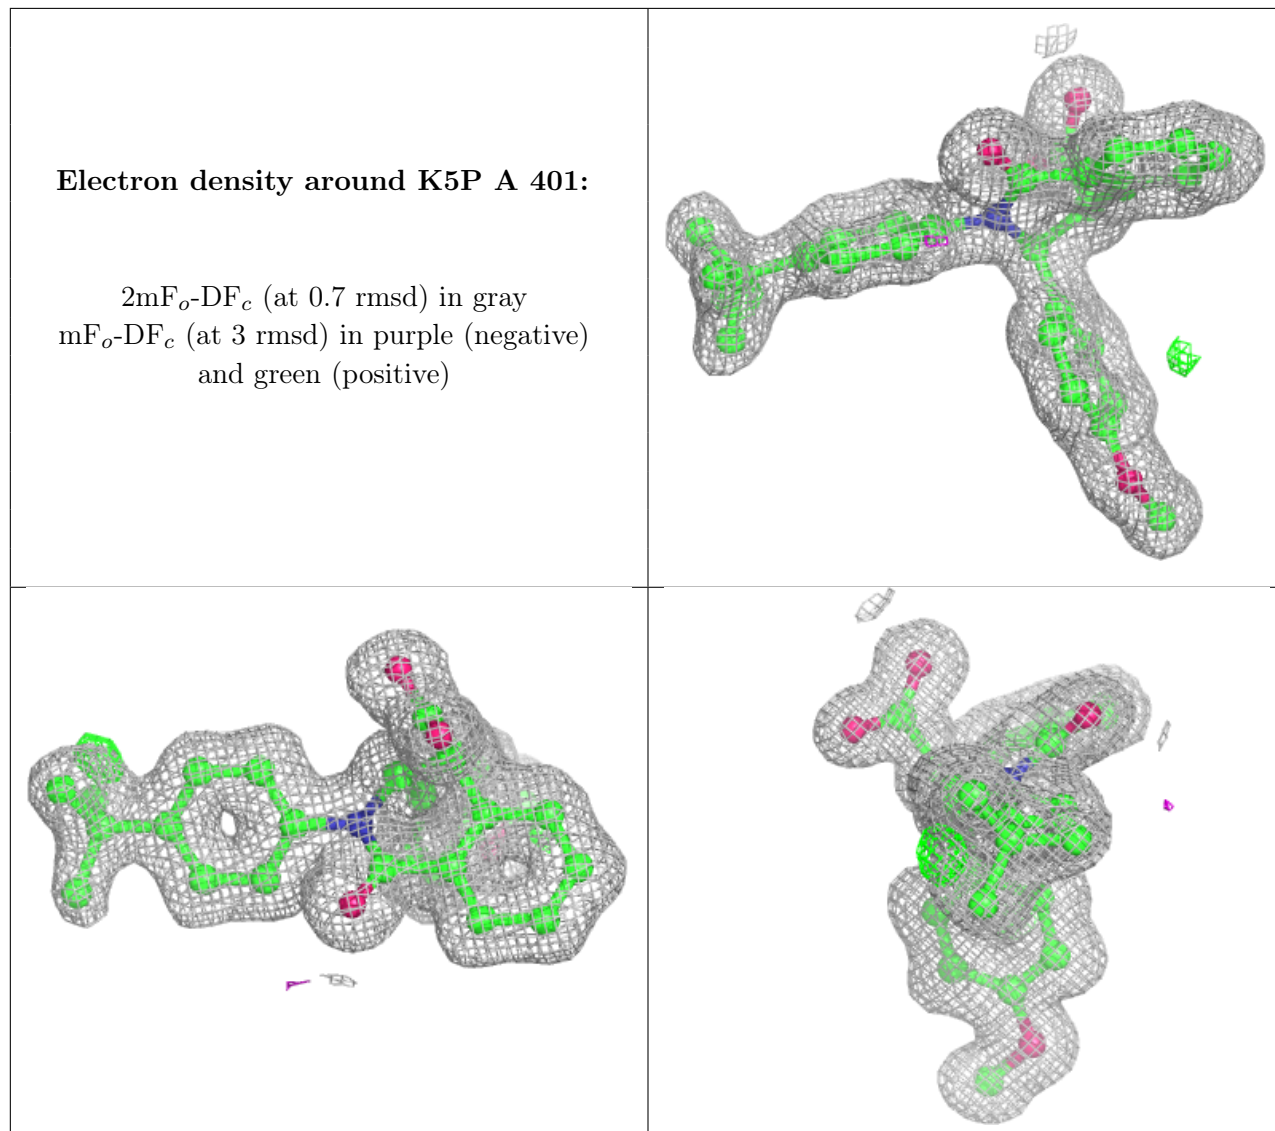 Electron density around K5P A 401:
2mFo-DFc (at 0.7 rmsd) in gray
mFo-DFc (at 3 rmsd) in purple (negative)
and green (positive)